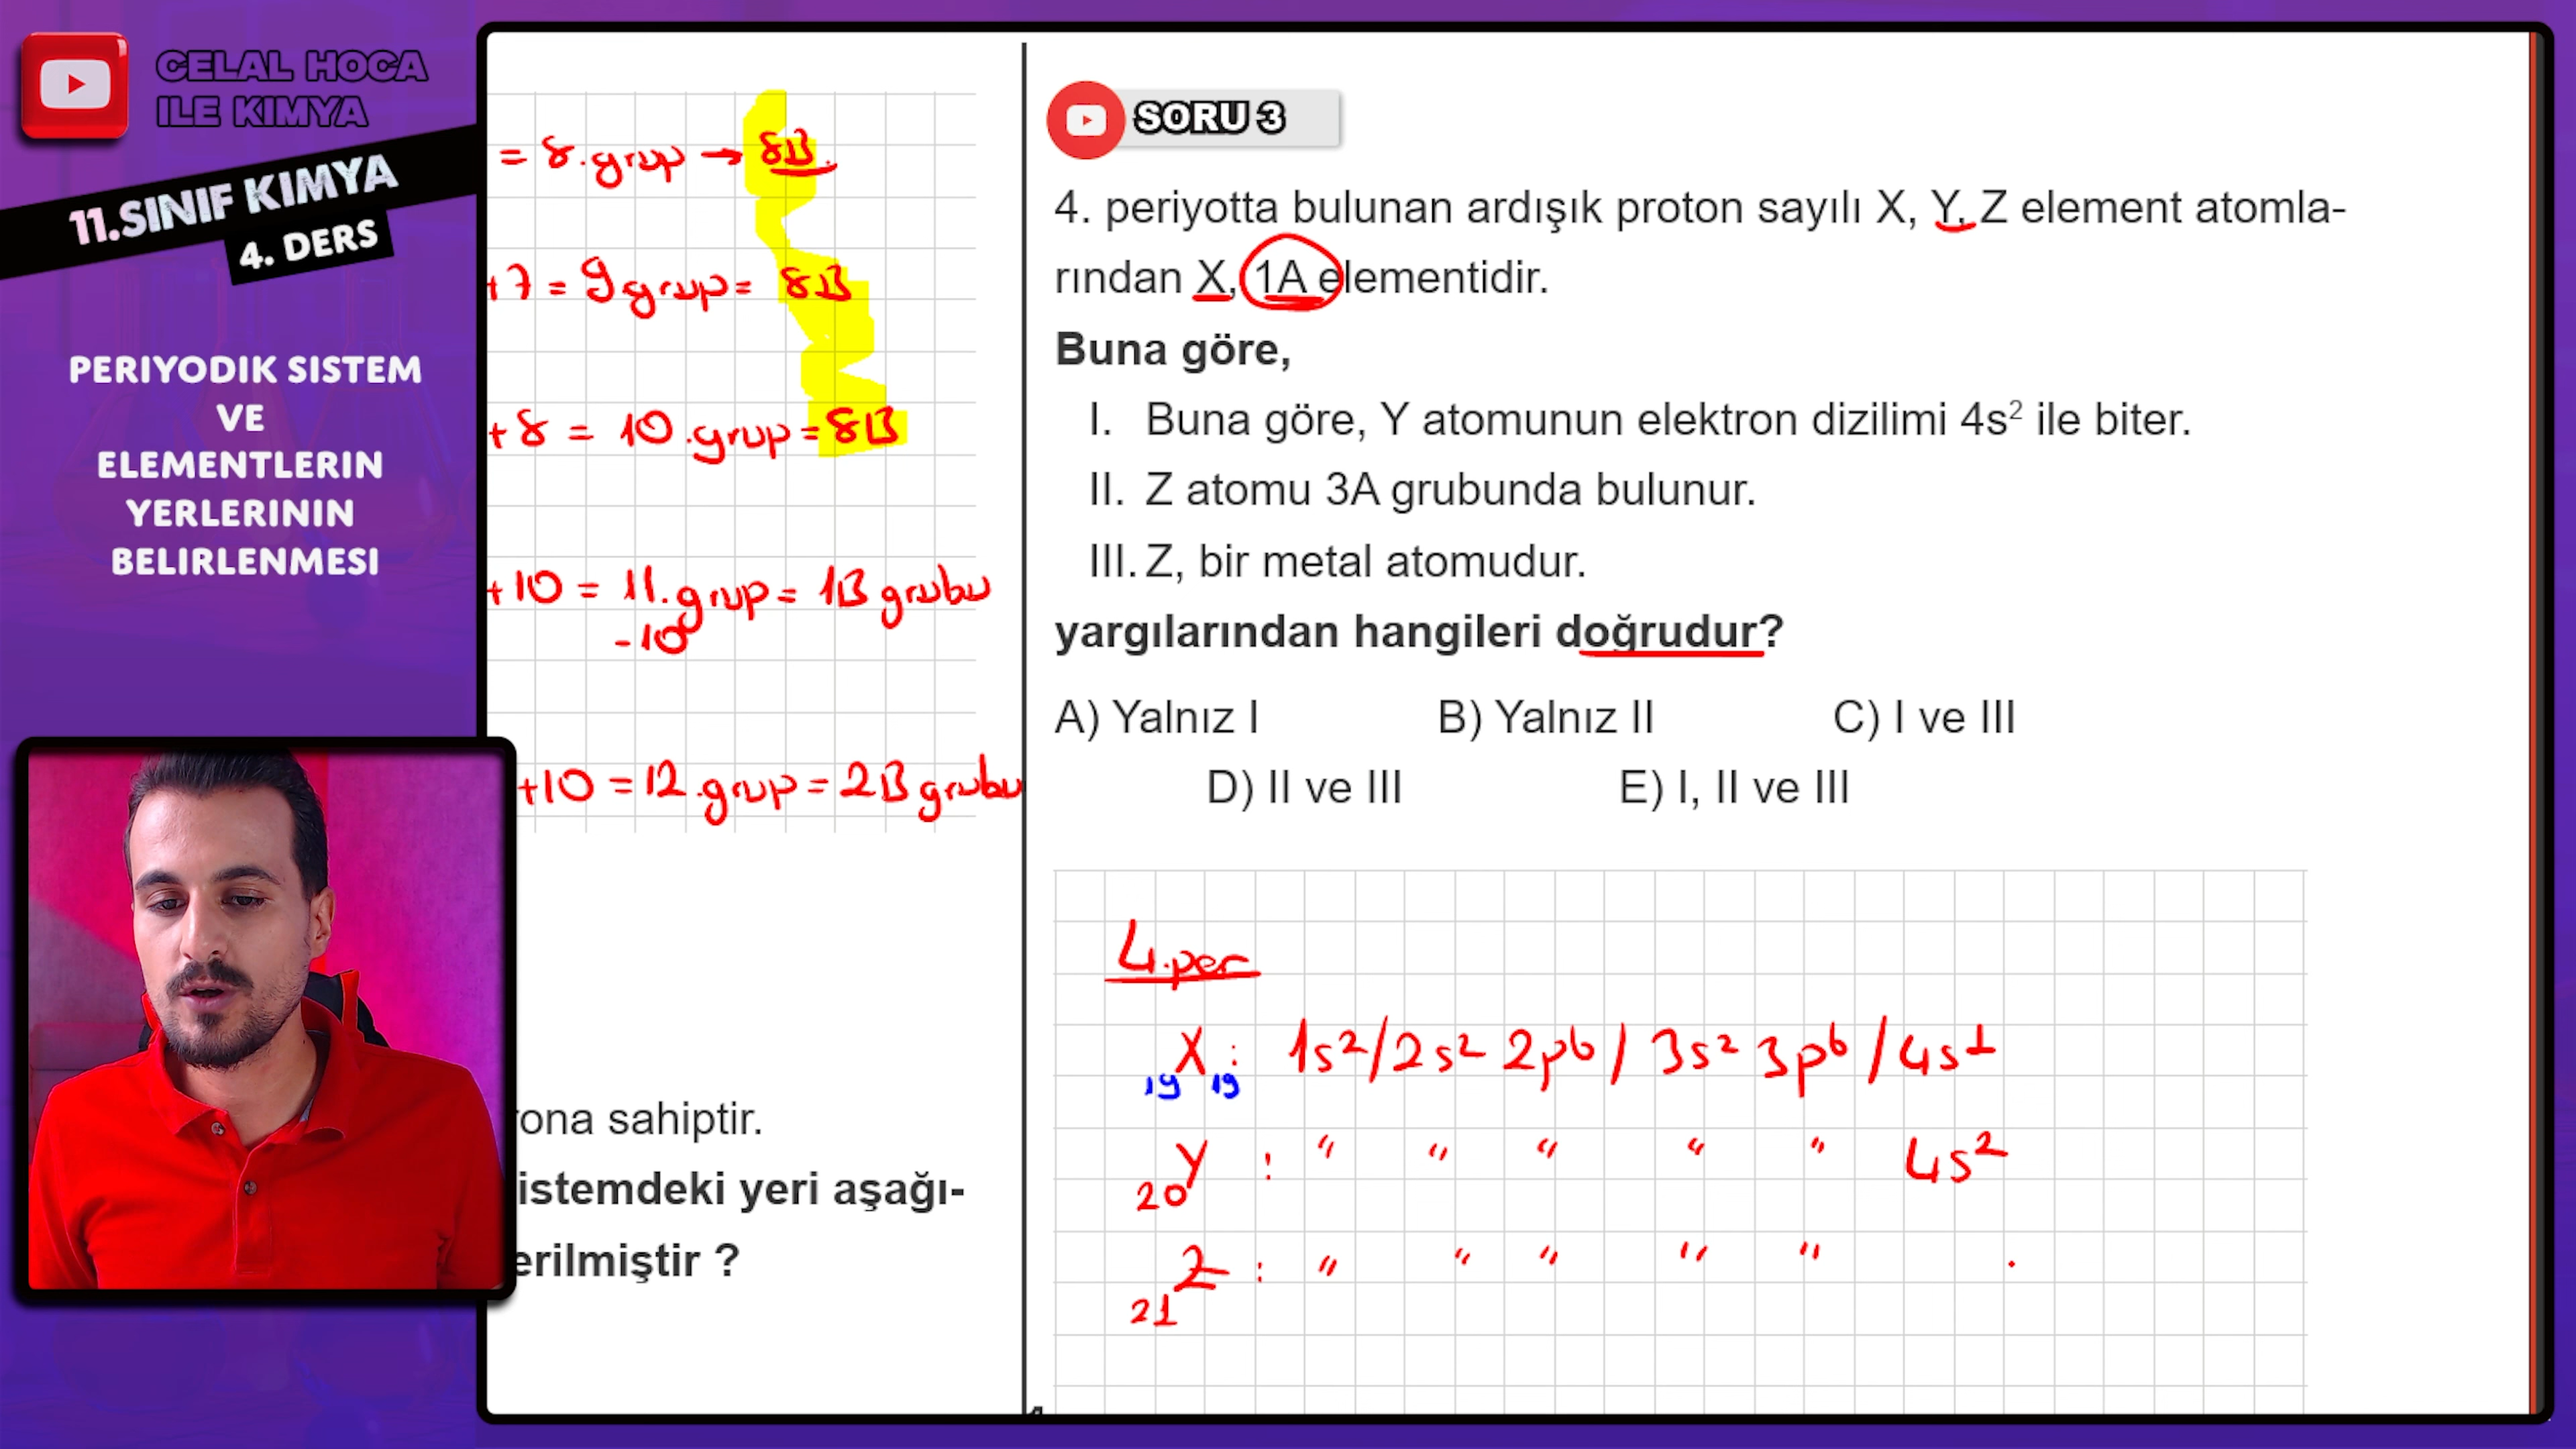 CELAL HOCA
ILE KIMYA
11.SINIF KIMYA
4. DERS
PERIYODIK SISTEM
VE
ELEMENTLERIN
YERLERININ
BELIRLENMESI
= 8.grup → 8B.
+7 = 9 grup = 8B
+8 = 10.grup = 8B
+10 = 11.grup = 1B grubu
-10
+10 = 12.grup = 2B grubu
rona sahiptir.
istemdeki yeri aşağı-
erilmiştir ?
SORU 3
4. periyotta bulunan ardışık proton sayılı X, Y, Z element atomla-
rından X, 1A elementidir.
Buna göre,
I. Buna göre, Y atomunun elektron dizilimi 4s² ile biter.
II. Z atomu 3A grubunda bulunur.
III. Z, bir metal atomudur.
yargılarından hangileri doğrudur?
A) Yalnız I B) Yalnız II C) I ve III
D) II ve III E) I, II ve III
4.per
19X19: 1s²/2s² 2p⁶/3s² 3p⁶/4s¹
20Y : " " " " " 4s²
21Z : " " " " "